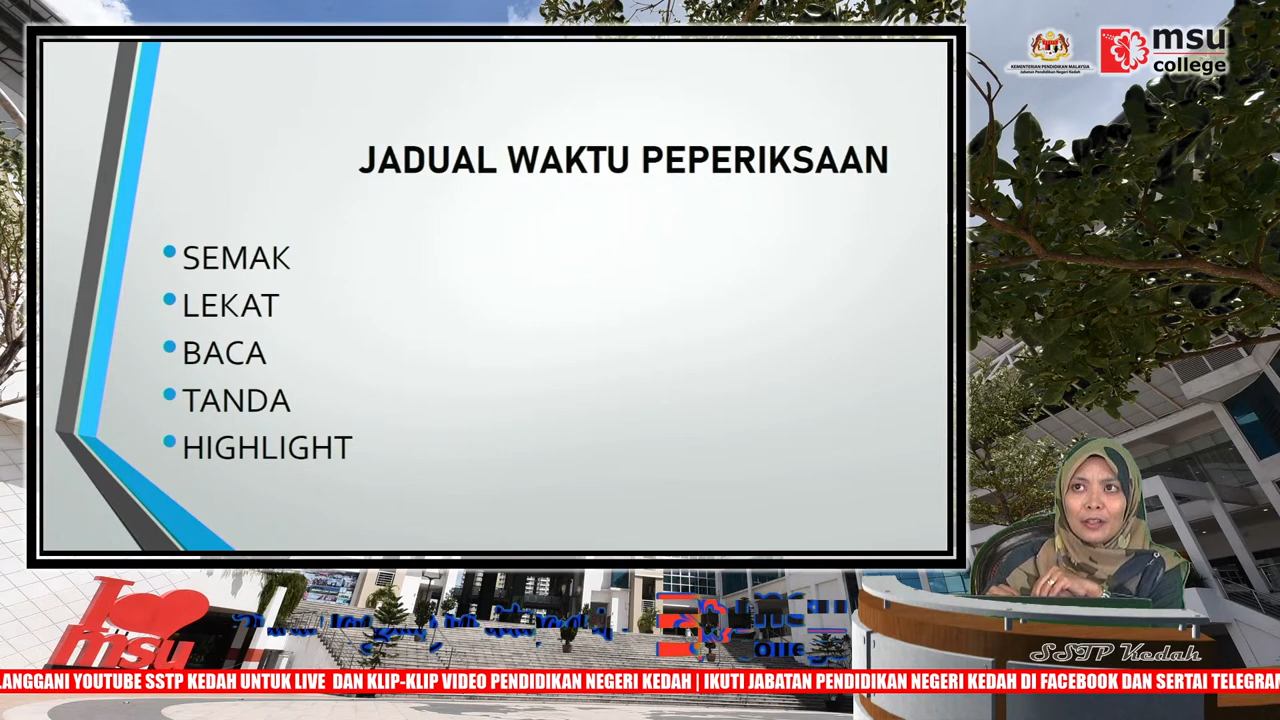 KEMENTERIAN PENDIDIKAN MALAYSIA
Jabatan Pendidikan Negeri Kedah
msu
college
JADUAL WAKTU PEPERIKSAAN
SEMAK
LEKAT
BACA
TANDA
HIGHLIGHT
I
msu
SSTP Kedah
LANGGANI YOUTUBE SSTP KEDAH UNTUK LIVE DAN KLIP-KLIP VIDEO PENDIDIKAN NEGERI KEDAH | IKUTI JABATAN PENDIDIKAN NEGERI KEDAH DI FACEBOOK DAN SERTAI TELEGRAM